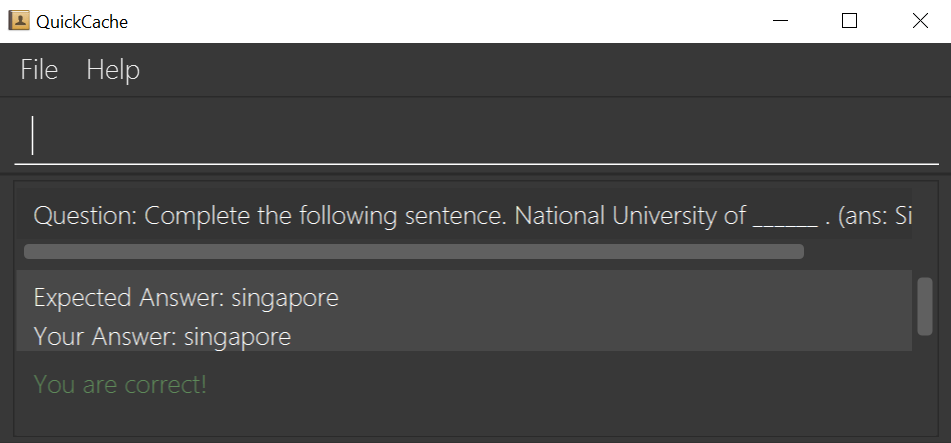 QuickCache
File Help
Question: Complete the following sentence. National University of ______ . (ans: Si
Expected Answer: singapore
Your Answer: singapore
You are correct!